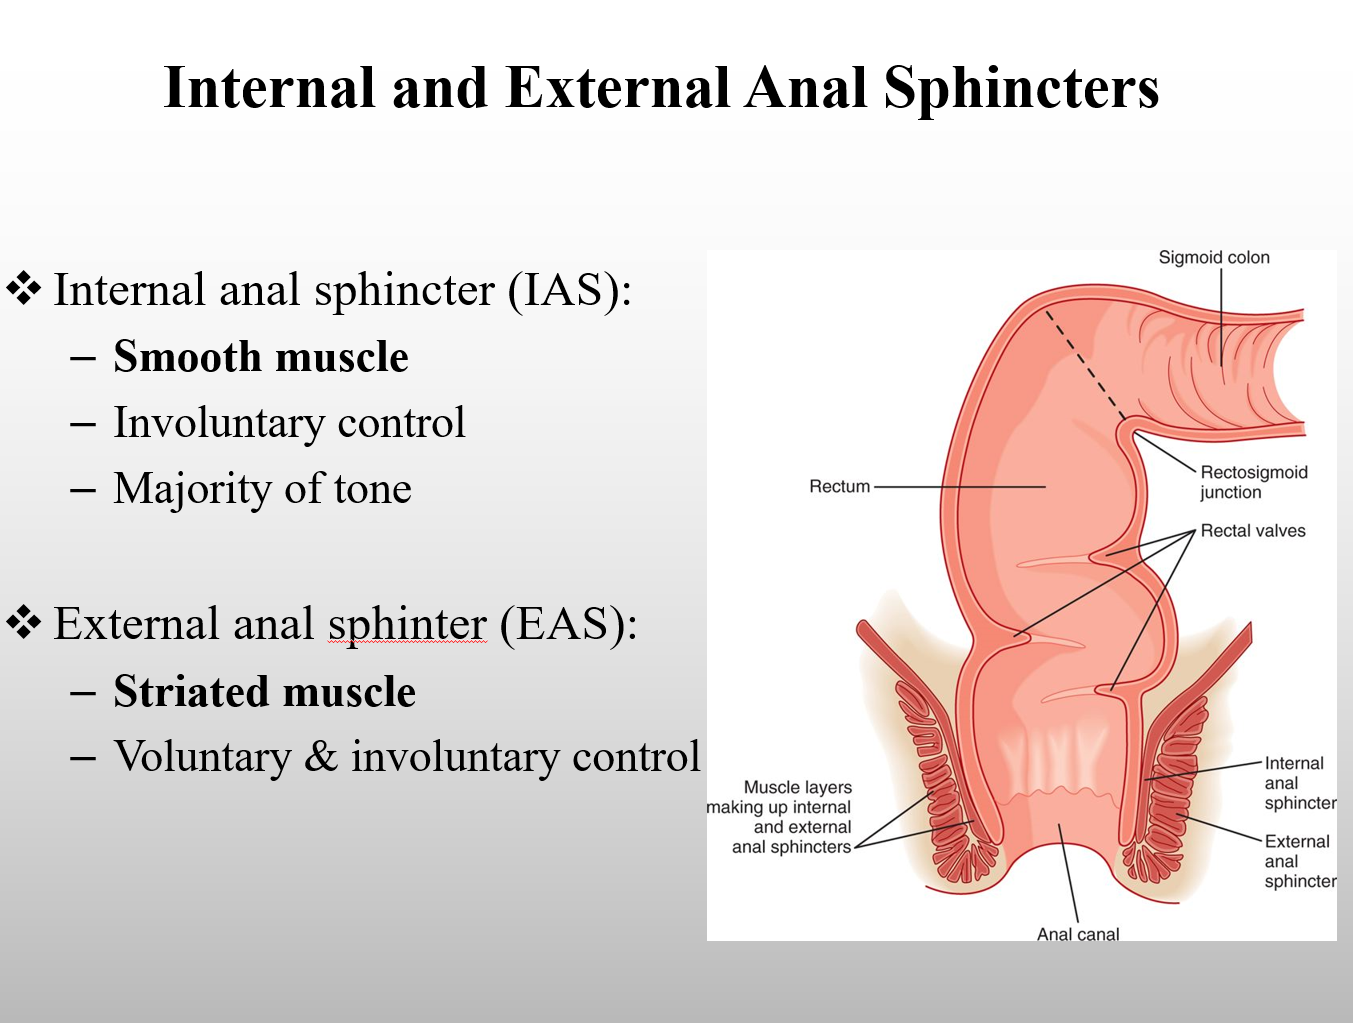 Internal and External Anal Sphincters
❖ Internal anal sphincter (IAS):
– Smooth muscle
– Involuntary control
– Majority of tone
❖ External anal sphinter (EAS):
– Striated muscle
– Voluntary & involuntary control
Sigmoid colon
Rectum
Rectosigmoid
junction
Rectal valves
Muscle layers
making up internal
and external
anal sphincters
Internal
anal
sphincter
External
anal
sphincter
Anal canal